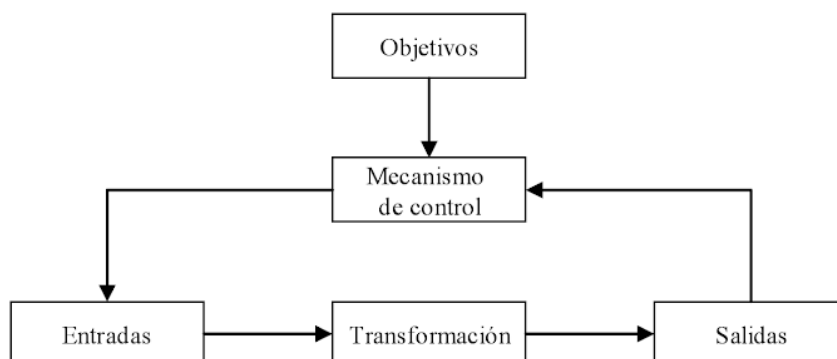 Objetivos
Mecanismo
de control
Entradas
Transformación
Salidas